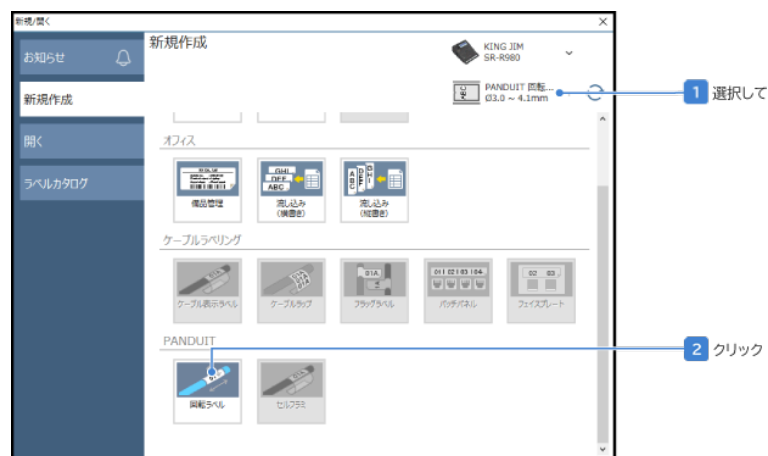 新規/開く
お知らせ
新規作成
開く
ラベルカタログ
新規作成
KING JIM
SR-R980
PANDUIT 回転...
Ø3.0 ~ 4.1mm
1 選択して
オフィス
備品管理
流し込み
(横書き)
流し込み
(縦書き)
ケーブルラベリング
ケーブル表示ラベル
ケーブルラップ
フラッグラベル
パッチパネル
フェイスプレート
PANDUIT
回転ラベル
セルフラミ
2 クリック